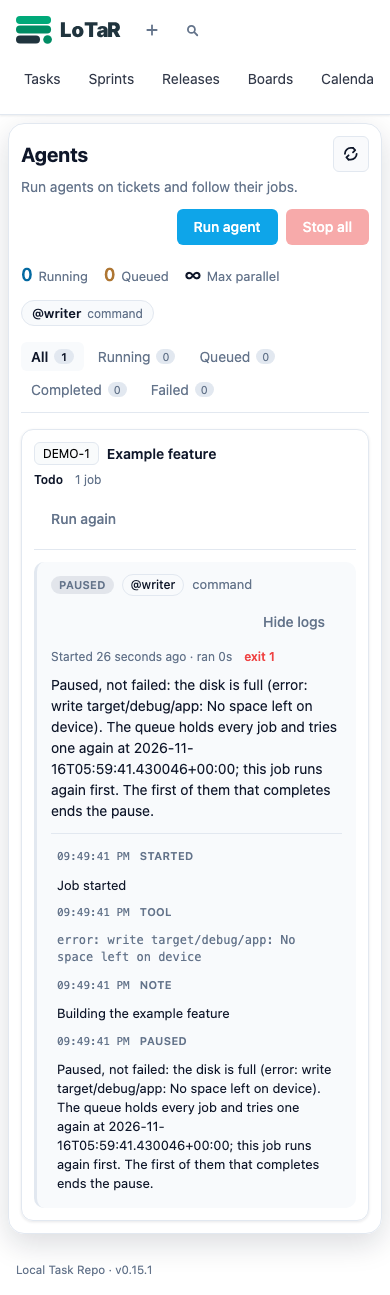 LoTaR
Tasks Sprints Releases Boards Calenda
Agents
Run agents on tickets and follow their jobs.
Run agent Stop all
0 Running 0 Queued ∞ Max parallel
@writer command
All 1 Running 0 Queued 0
Completed 0 Failed 0
DEMO-1 Example feature
Todo 1 job
Run again
PAUSED @writer command
Hide logs
Started 26 seconds ago · ran 0s exit 1
Paused, not failed: the disk is full (error:
write target/debug/app: No space left on
device). The queue holds every job and tries
one again at 2026-11-
16T05:59:41.430046+00:00; this job runs
again first. The first of them that completes
ends the pause.
09:49:41 PM STARTED
Job started
09:49:41 PM TOOL
error: write target/debug/app: No
space left on device
09:49:41 PM NOTE
Building the example feature
09:49:41 PM PAUSED
Paused, not failed: the disk is full (error: write
target/debug/app: No space left on device).
The queue holds every job and tries one
again at 2026-11-
16T05:59:41.430046+00:00; this job runs
again first. The first of them that completes
ends the pause.
Local Task Repo · v0.15.1